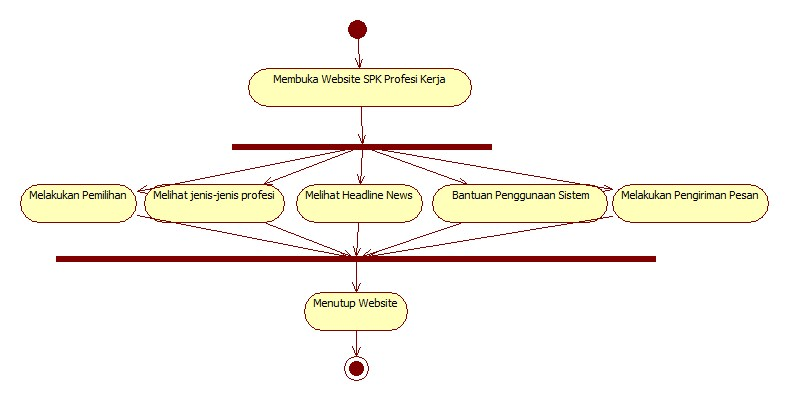 Membuka Website SPK Profesi Kerja
Melakukan Pemilihan
Melihat jenis-jenis profesi
Melihat Headline News
Bantuan Penggunaan Sistem
Melakukan Pengiriman Pesan
Menutup Website